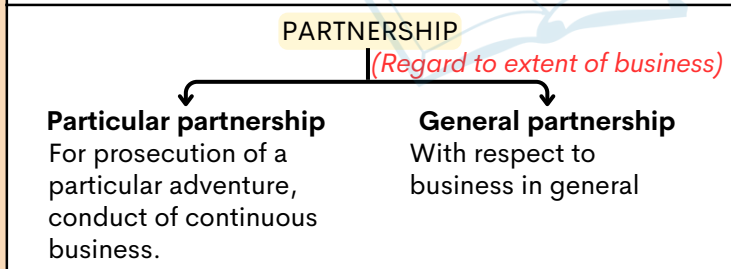 PARTNERSHIP
(Regard to extent of business)
Particular partnership
For prosecution of a
particular adventure,
conduct of continuous
business.
General partnership
With respect to
business in general